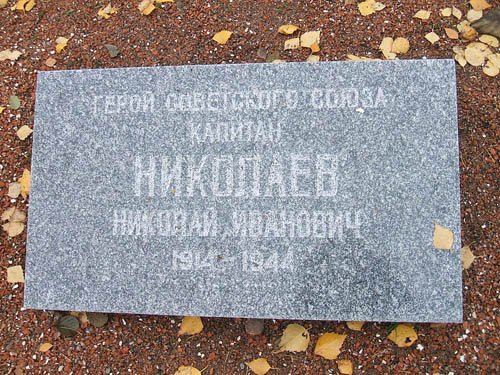 ГЕРОЙ СОВЕТСКОГО СОЮЗА
КАПИТАН
НИКОЛАЕВ
НИКОЛАЙ ИВАНОВИЧ
1914-1944